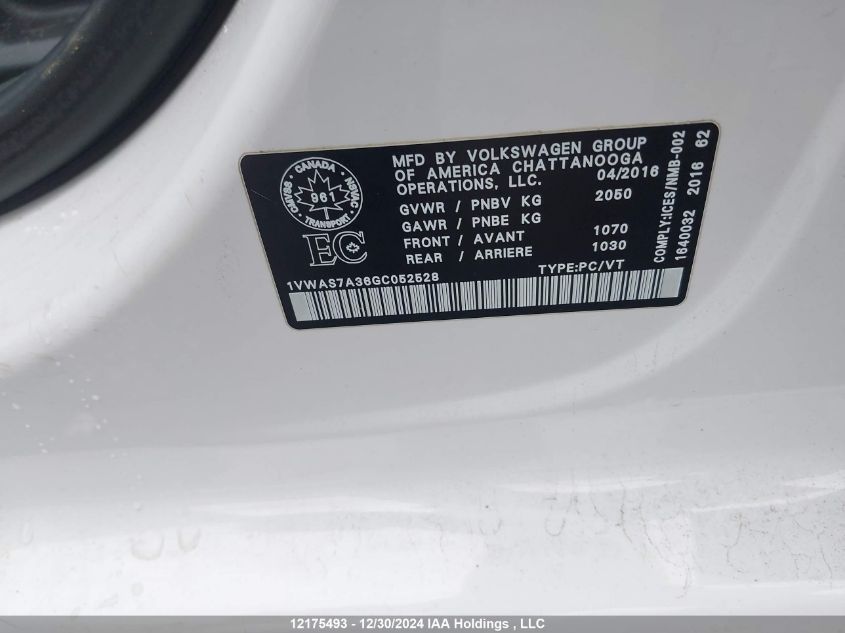 MFD BY VOLKSWAGEN GROUP
OF AMERICA CHATTANOOGA
OPERATIONS, LLC. 04/2016
GVWR / PNBV KG 2050
GAWR / PNBE KG
FRONT / AVANT 1070
REAR / ARRIERE 1030
CANADA
CMVSS NSVAC
961
TRANSPORT
EC
1VWAS7A36GC052528 TYPE:PC/VT
COMPLY:ICES/NMB-002
1640032 2016 62
12175493 - 12/30/2024 IAA Holdings , LLC